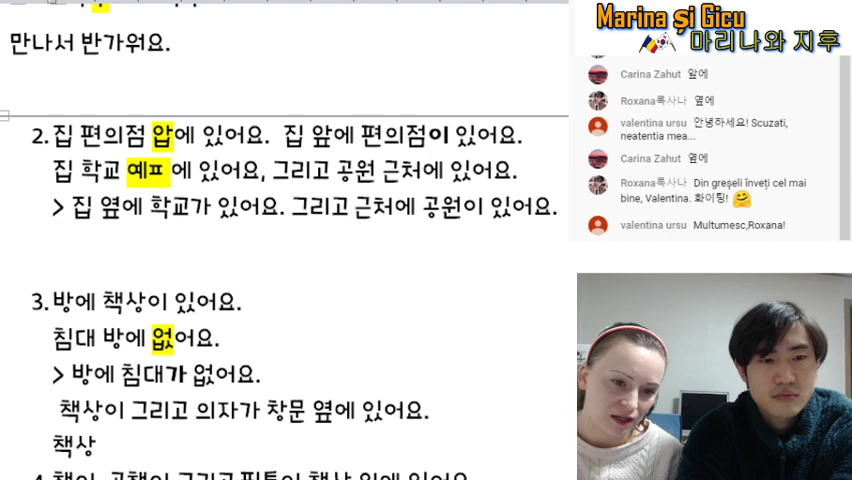 만나서 반가워요.
2. 집 편의점 압에 있어요. 집 앞에 편의점이 있어요.
집 학교 예ㅍ에 있어요, 그리고 공원 근처에 있어요.
> 집 옆에 학교가 있어요. 그리고 근처에 공원이 있어요.
3. 방에 책상이 있어요.
침대 방에 없어요.
> 방에 침대가 없어요.
책상이 그리고 의자가 창문 옆에 있어요.
책상
Marina și Gicu
마리나와 지후
Carina Zahut 앞에
Roxana록사나 옆에
valentina ursu 안녕하세요! Scuzati,
neatentia mea...
Carina Zahut 옆에
Roxana록사나 Din greșeli înveți cel mai
bine, Valentina. 화이팅!
valentina ursu Multumesc,Roxana!